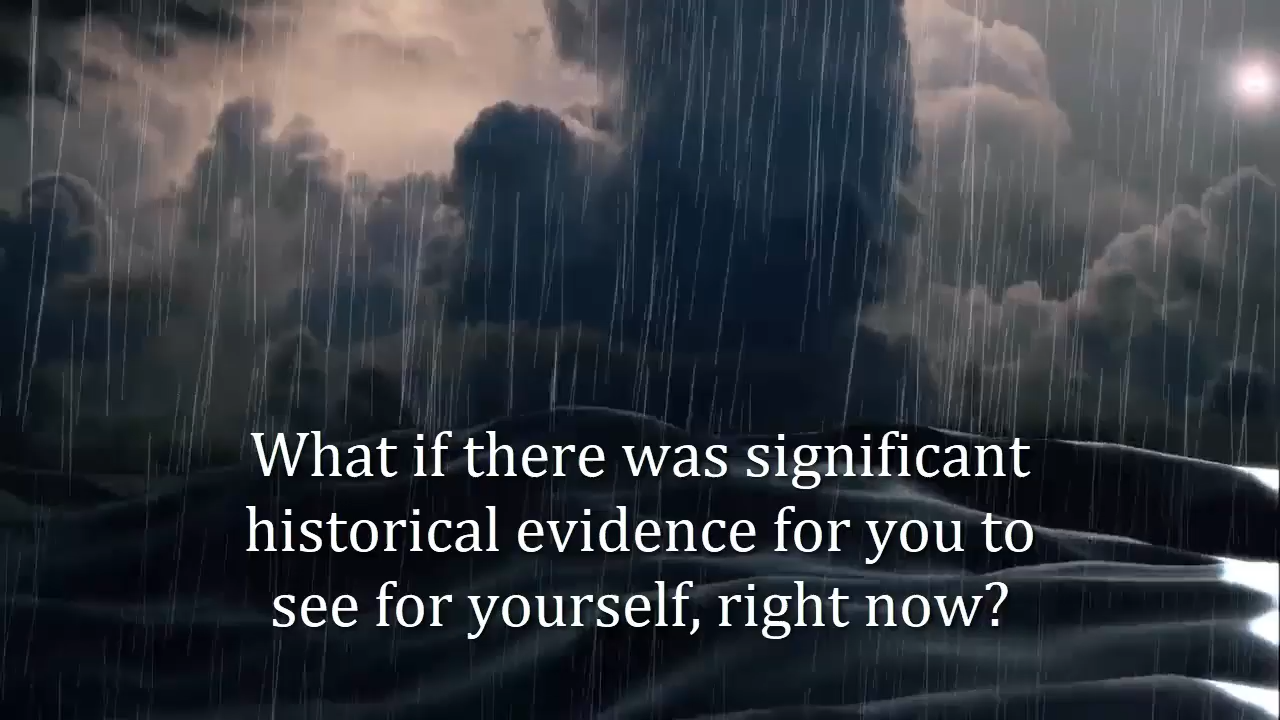 What if there was significant
historical evidence for you to
see for yourself, right now?